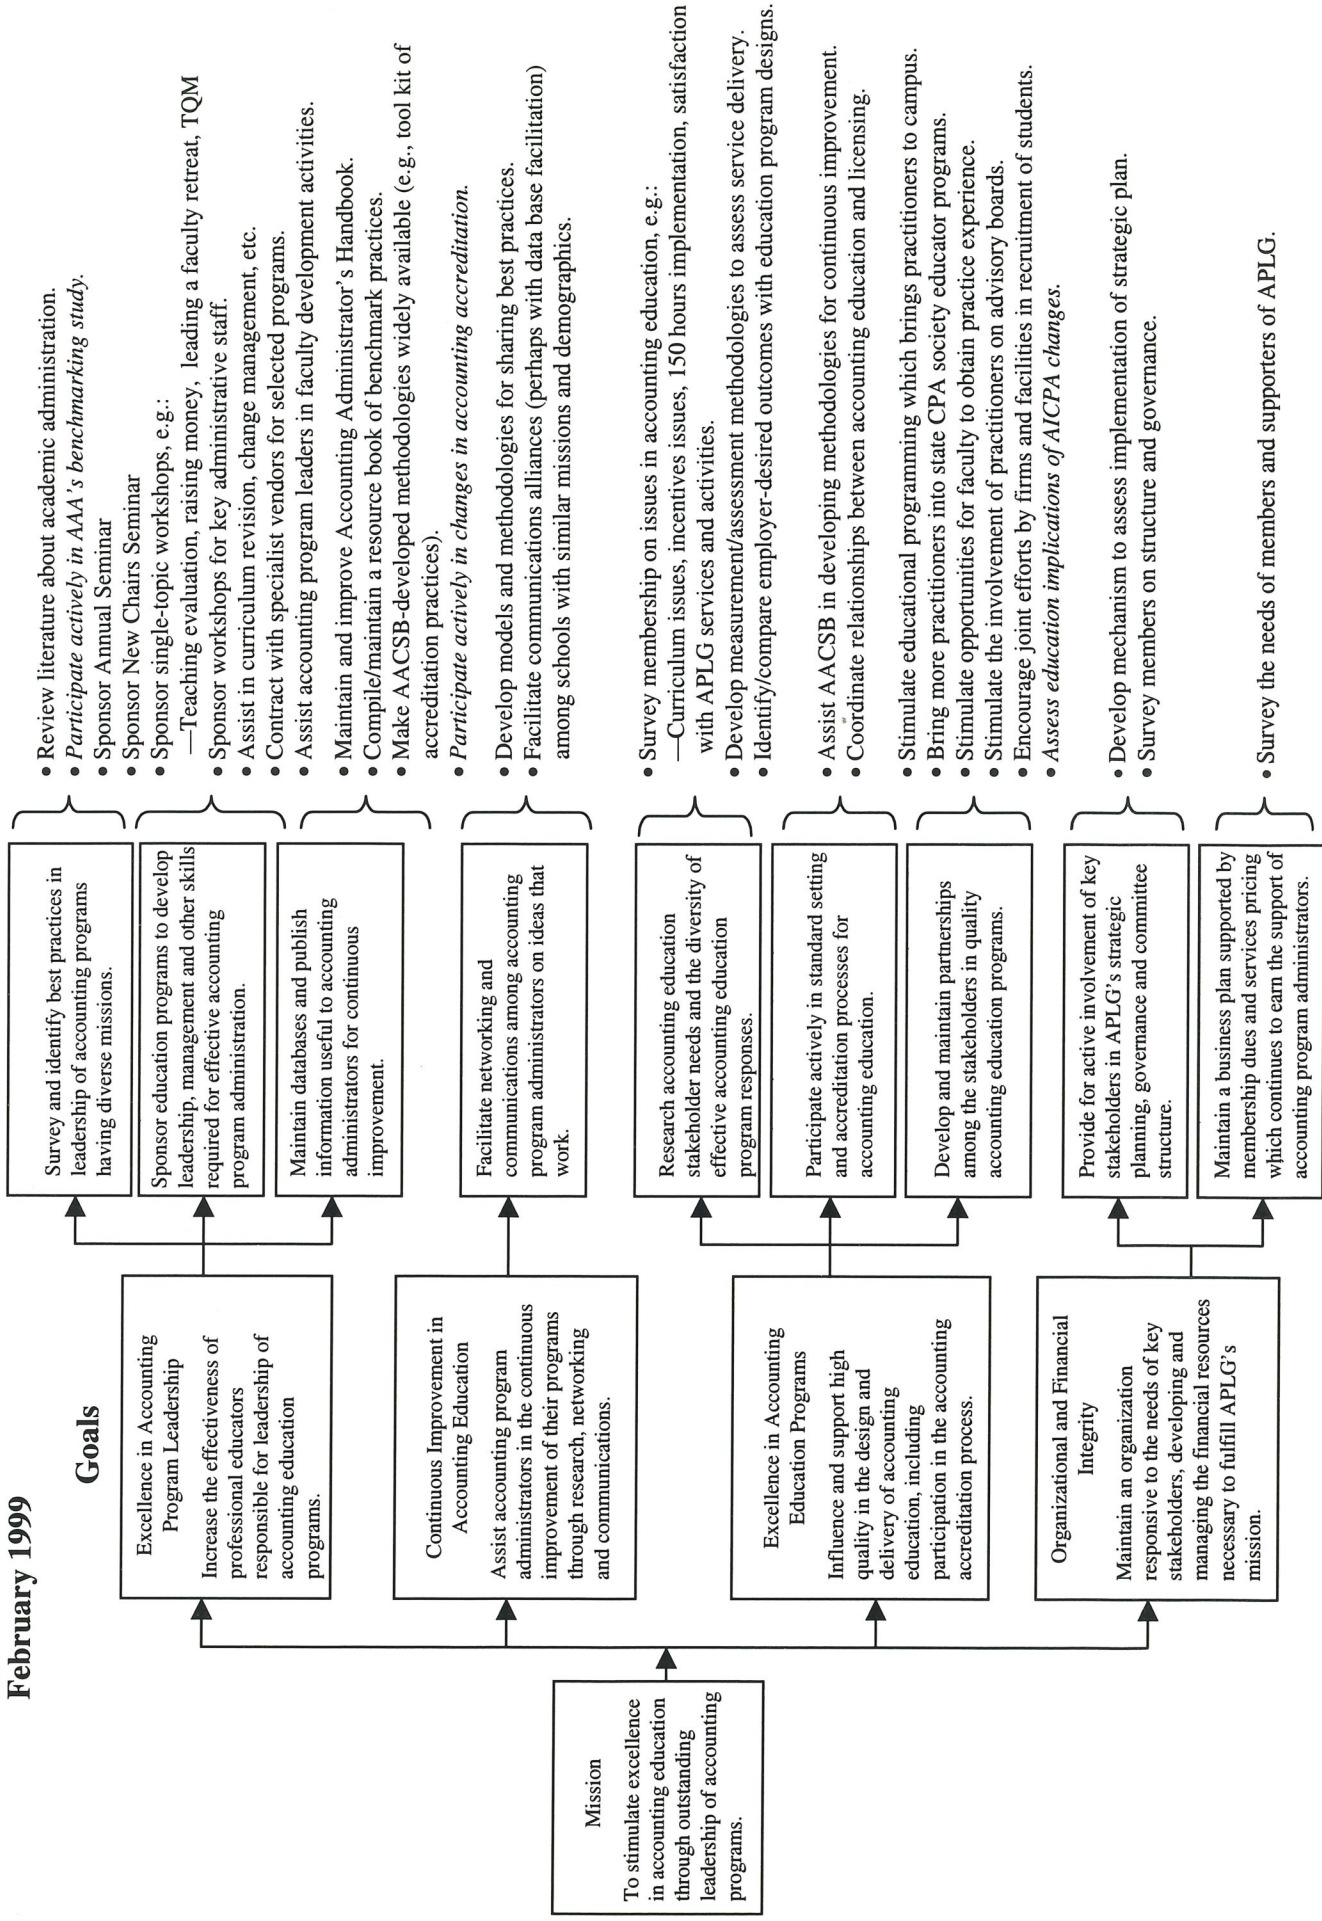 February 1999
Goals
Mission
To stimulate excellence
in accounting education
through outstanding
leadership of accounting
programs.
Excellence in Accounting
Program Leadership
Increase the effectiveness of
professional educators
responsible for leadership of
accounting education
programs.
Continuous Improvement in
Accounting Education
Assist accounting program
administrators in the continuous
improvement of their programs
through research, networking
and communications.
Excellence in Accounting
Education Programs
Influence and support high
quality in the design and
delivery of accounting
education, including
participation in the accounting
accreditation process.
Organizational and Financial
Integrity
Maintain an organization
responsive to the needs of key
stakeholders, developing and
managing the financial resources
necessary to fulfill APLG's
mission.
Survey and identify best practices in
leadership of accounting programs
having diverse missions.
Sponsor education programs to develop
leadership, management and other skills
required for effective accounting
program administration.
Maintain databases and publish
information useful to accounting
administrators for continuous
improvement.
Facilitate networking and
communications among accounting
program administrators on ideas that
work.
Research accounting education
stakeholder needs and the diversity of
effective accounting education
program responses.
Participate actively in standard setting
and accreditation processes for
accounting education.
Develop and maintain partnerships
among the stakeholders in quality
accounting education programs.
Provide for active involvement of key
stakeholders in APLG's strategic
planning, governance and committee
structure.
Maintain a business plan supported by
membership dues and services pricing
which continues to earn the support of
accounting program administrators.
• Review literature about academic administration.
• Participate actively in AAA's benchmarking study.
• Sponsor Annual Seminar
• Sponsor New Chairs Seminar
• Sponsor single-topic workshops, e.g.:
—Teaching evaluation, raising money, leading a faculty retreat, TQM
• Sponsor workshops for key administrative staff.
• Assist in curriculum revision, change management, etc.
• Contract with specialist vendors for selected programs.
• Assist accounting program leaders in faculty development activities.
• Maintain and improve Accounting Administrator's Handbook.
• Compile/maintain a resource book of benchmark practices.
• Make AACSB-developed methodologies widely available (e.g., tool kit of
accreditation practices).
• Participate actively in changes in accounting accreditation.
• Develop models and methodologies for sharing best practices.
• Facilitate communications alliances (perhaps with data base facilitation)
among schools with similar missions and demographics.
• Survey membership on issues in accounting education, e.g.:
—Curriculum issues, incentives issues, 150 hours implementation, satisfaction
with APLG services and activities.
• Develop measurement/assessment methodologies to assess service delivery.
• Identify/compare employer-desired outcomes with education program designs.
• Assist AACSB in developing methodologies for continuous improvement.
• Coordinate relationships between accounting education and licensing.
• Stimulate educational programming which brings practitioners to campus.
• Bring more practitioners into state CPA society educator programs.
• Stimulate opportunities for faculty to obtain practice experience.
• Stimulate the involvement of practitioners on advisory boards.
• Encourage joint efforts by firms and facilities in recruitment of students.
• Assess education implications of AICPA changes.
• Develop mechanism to assess implementation of strategic plan.
• Survey members on structure and governance.
• Survey the needs of members and supporters of APLG.